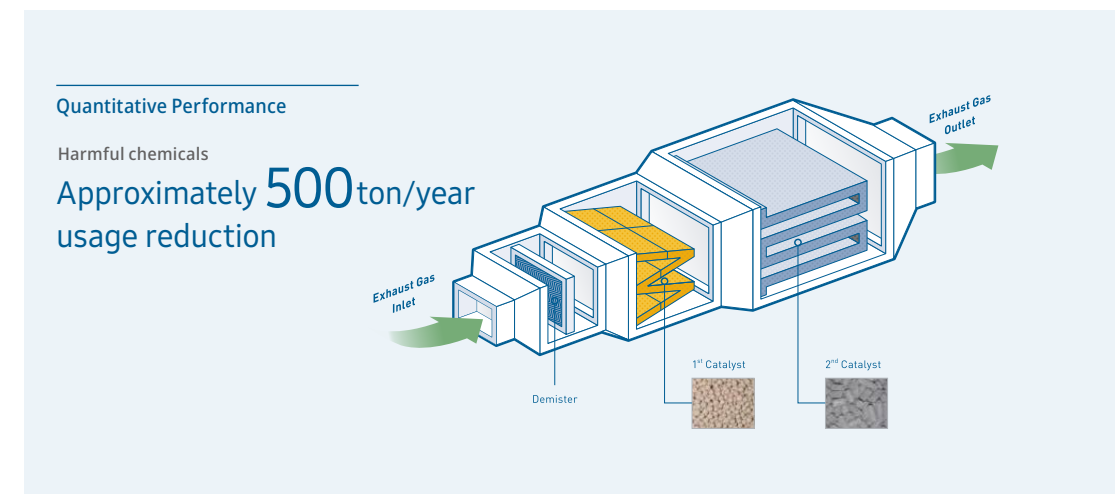 Quantitative Performance
Harmful chemicals
Approximately 500 ton/year
usage reduction
Exhaust Gas
Inlet
Exhaust Gas
Outlet
Demister
1st Catalyst
2nd Catalyst